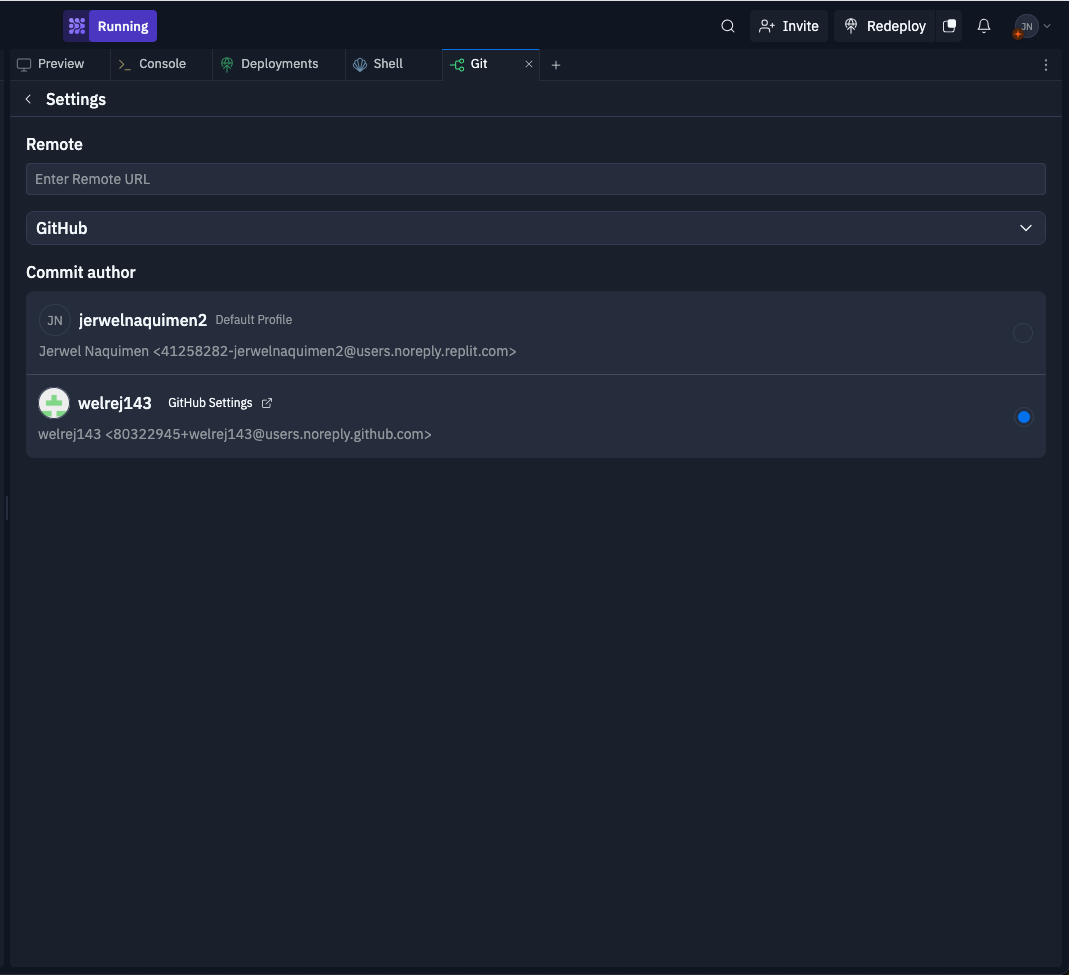 Running Invite Redeploy JN
Preview Console Deployments Shell Git
Settings
Remote
Enter Remote URL
GitHub
Commit author
JN jerwelnaquimen2 Default Profile
Jerwel Naquimen <41258282-jerwelnaquimen2@users.noreply.replit.com>
welrej143 GitHub Settings
welrej143 <80322945+welrej143@users.noreply.github.com>